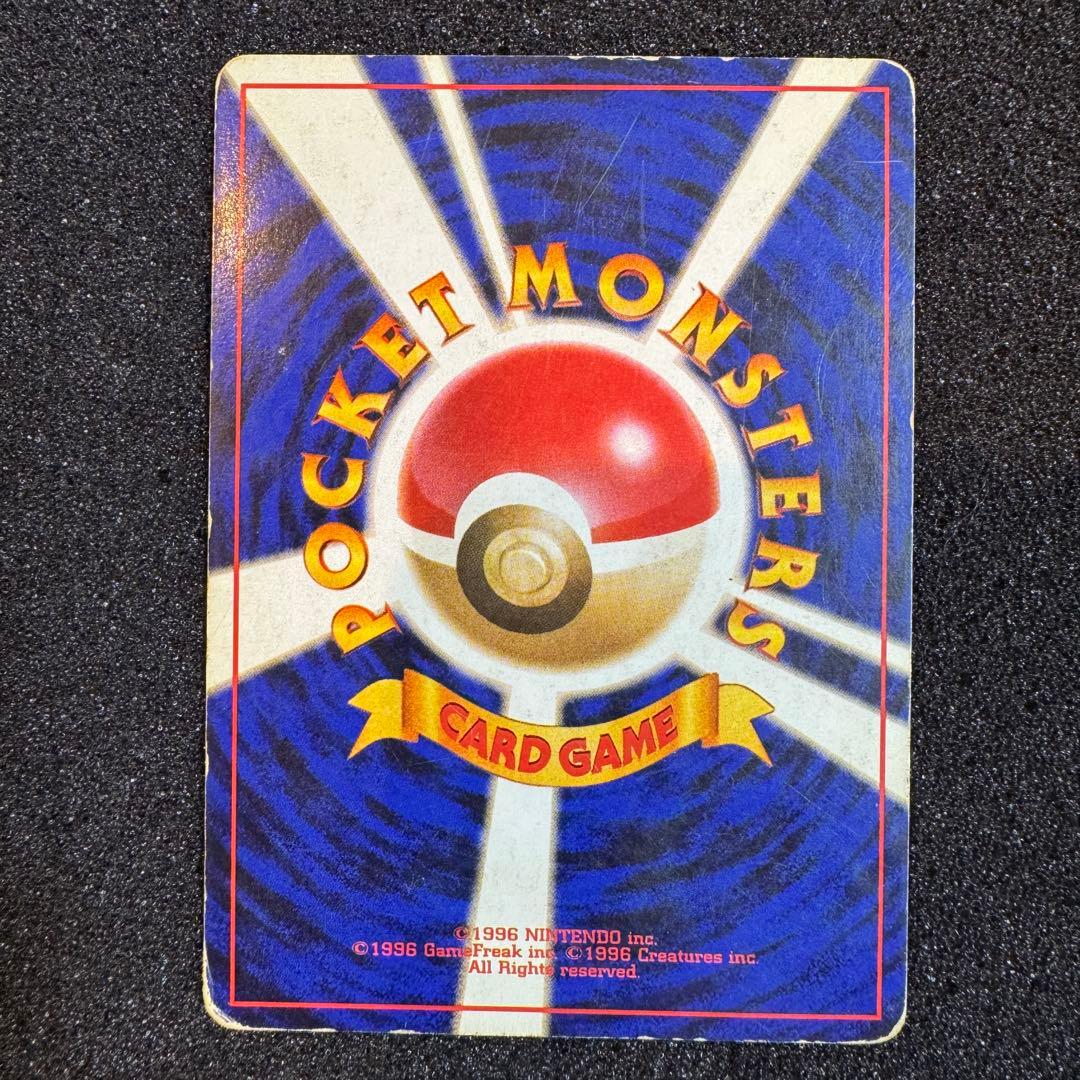 POCKET MONSTERS
CARD GAME
©1996 NINTENDO inc.
©1996 GameFreak inc. ©1996 Creatures inc.
All Rights reserved.